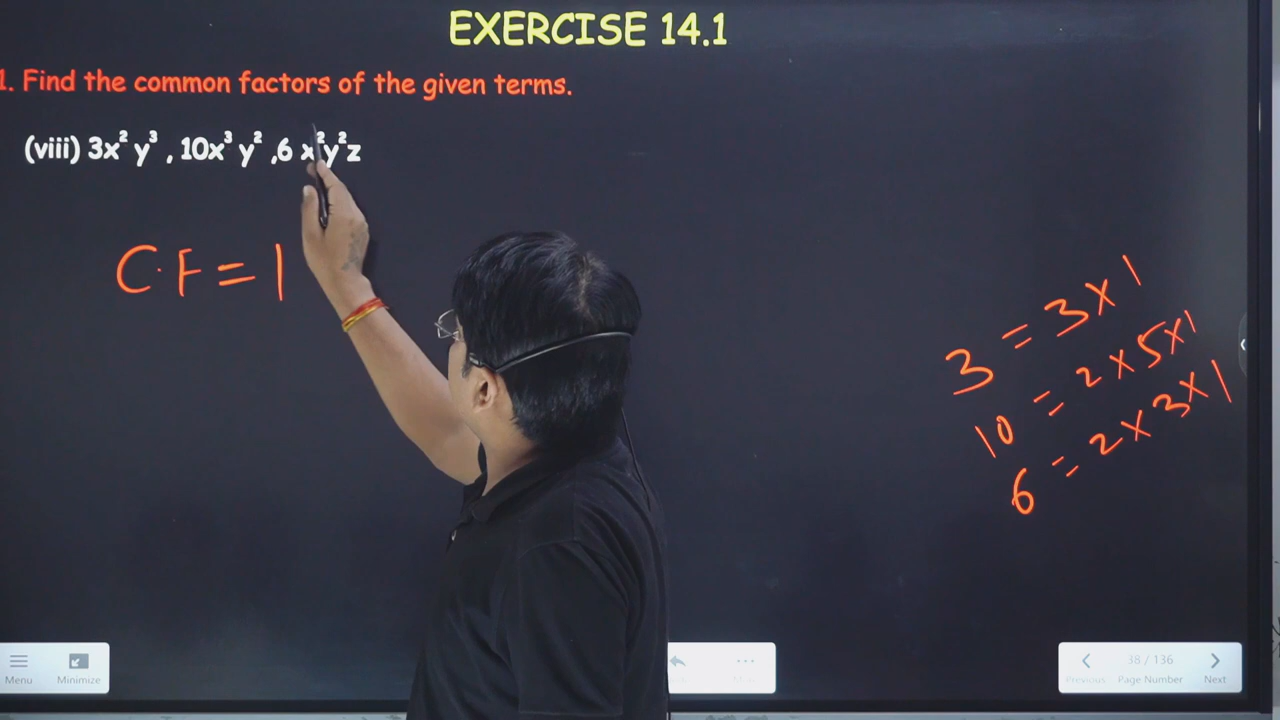 EXERCISE 14.1
1. Find the common factors of the given terms.
(viii) 3x² y³ , 10x³ y² ,6 x²y²z
C.F = 1
3 = 3 x 1
10 = 2 x 5 x 1
6 = 2 x 3 x 1
Menu
Minimize
38 / 136
Previous
Page Number
Next